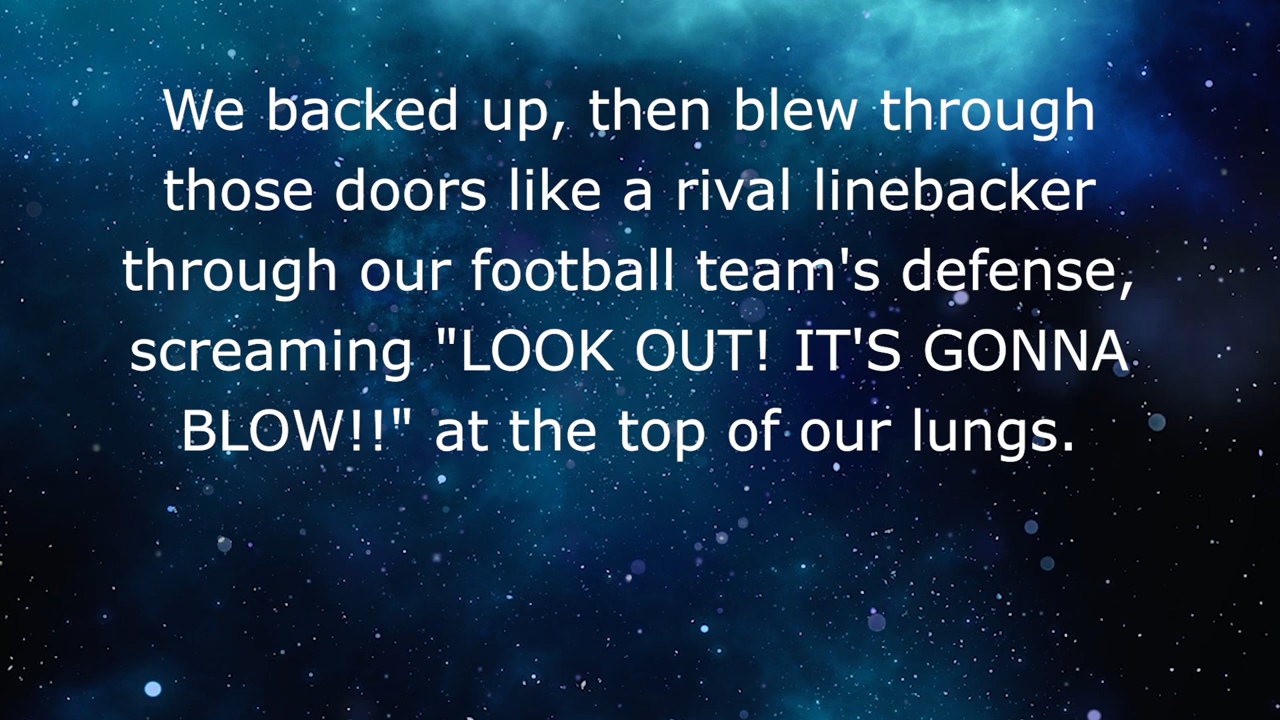 We backed up, then blew through
those doors like a rival linebacker
through our football team's defense,
screaming "LOOK OUT! IT'S GONNA
BLOW!!" at the top of our lungs.